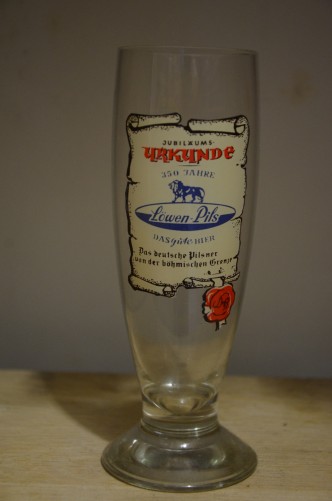 JUBILÄUMS-
URKUNDE
350 JAHRE
Löwen-Pils
DAS gute BIER
Das deutsche Pilsner
von der böhmischen Grenze